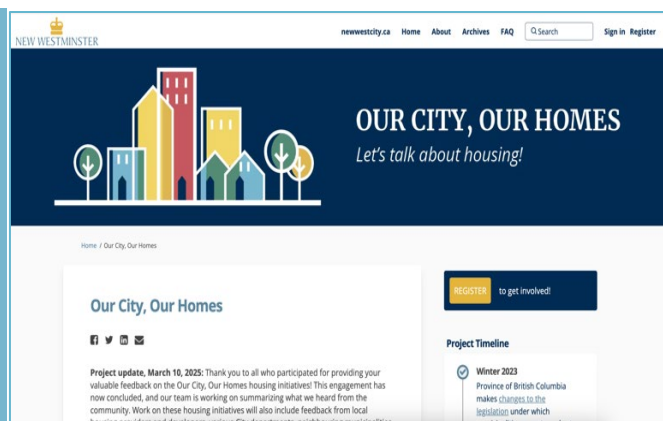 NEW WESTMINSTER
newwestcity.ca Home About Archives FAQ Search Sign in Register
OUR CITY, OUR HOMES
Let's talk about housing!
Home / Our City, Our Homes
Our City, Our Homes
REGISTER to get involved!
Project Timeline
Project update, March 10, 2025: Thank you to all who participated for providing your
valuable feedback on the Our City, Our Homes housing initiatives! This engagement has
now concluded, and our team is working on summarizing what we heard from the
community. Work on these housing initiatives will also include feedback from local
Winter 2023
Province of British Columbia
makes changes to the
legislation under which